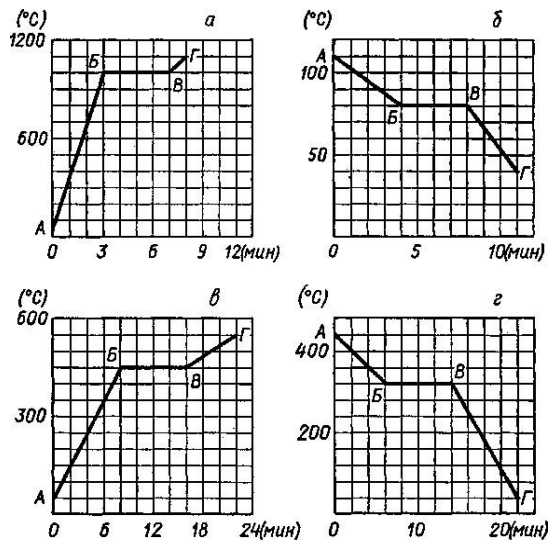 (°C) а
1200
600
0 3 6 9 12(мин)
А Б В Г
(°C) б
100
50
0 5 10(мин)
А Б В Г
(°C) в
600
300
0 6 12 18 24(мин)
А Б В Г
(°C) г
400
200
0 10 20(мин)
А Б В Г